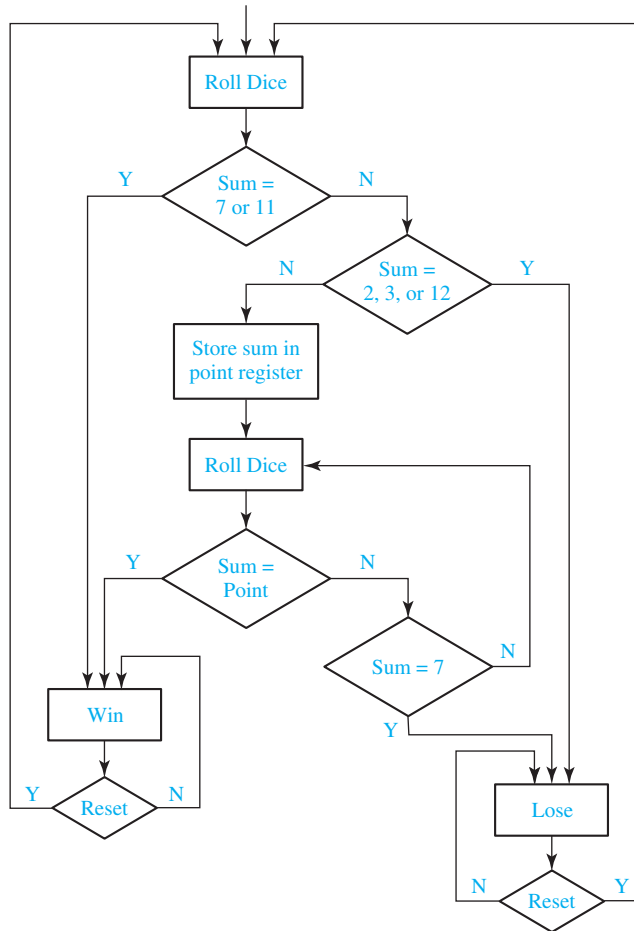 Roll Dice
Y
Sum =
7 or 11
N
N
Sum =
2, 3, or 12
Y
Store sum in
point register
Roll Dice
Y
Sum =
Point
N
Sum = 7
N
Y
Win
Y
Reset
N
Lose
N
Reset
Y